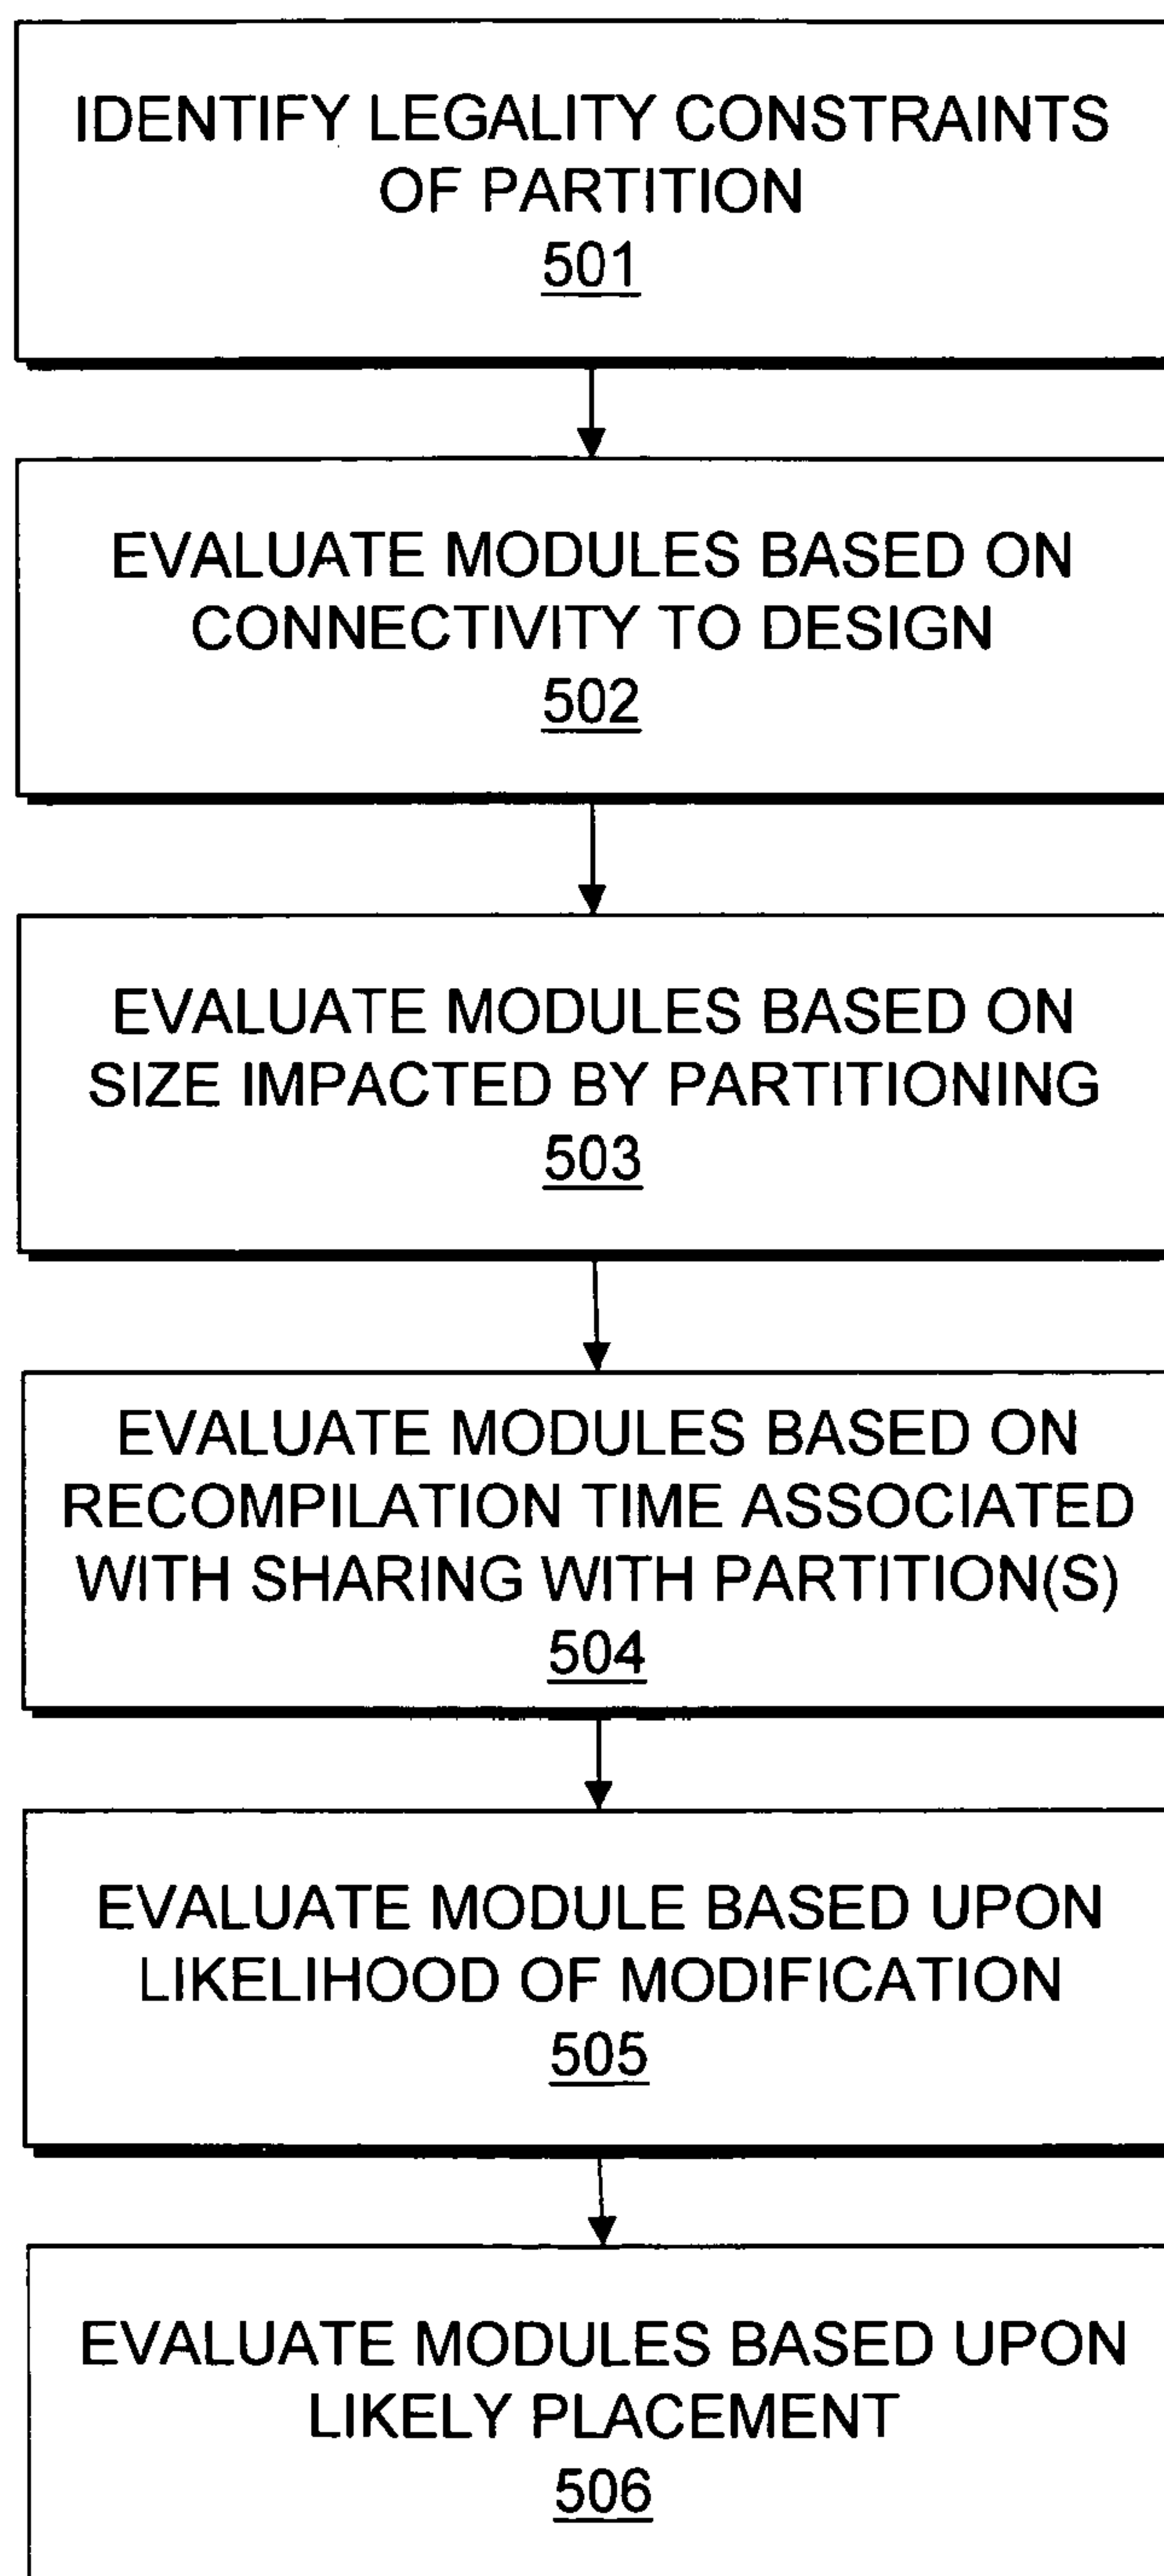 IDENTIFY LEGALITY CONSTRAINTS
OF PARTITION
501
EVALUATE MODULES BASED ON
CONNECTIVITY TO DESIGN
502
EVALUATE MODULES BASED ON
SIZE IMPACTED BY PARTITIONING
503
EVALUATE MODULES BASED ON
RECOMPILATION TIME ASSOCIATED
WITH SHARING WITH PARTITION(S)
504
EVALUATE MODULE BASED UPON
LIKELIHOOD OF MODIFICATION
505
EVALUATE MODULES BASED UPON
LIKELY PLACEMENT
506